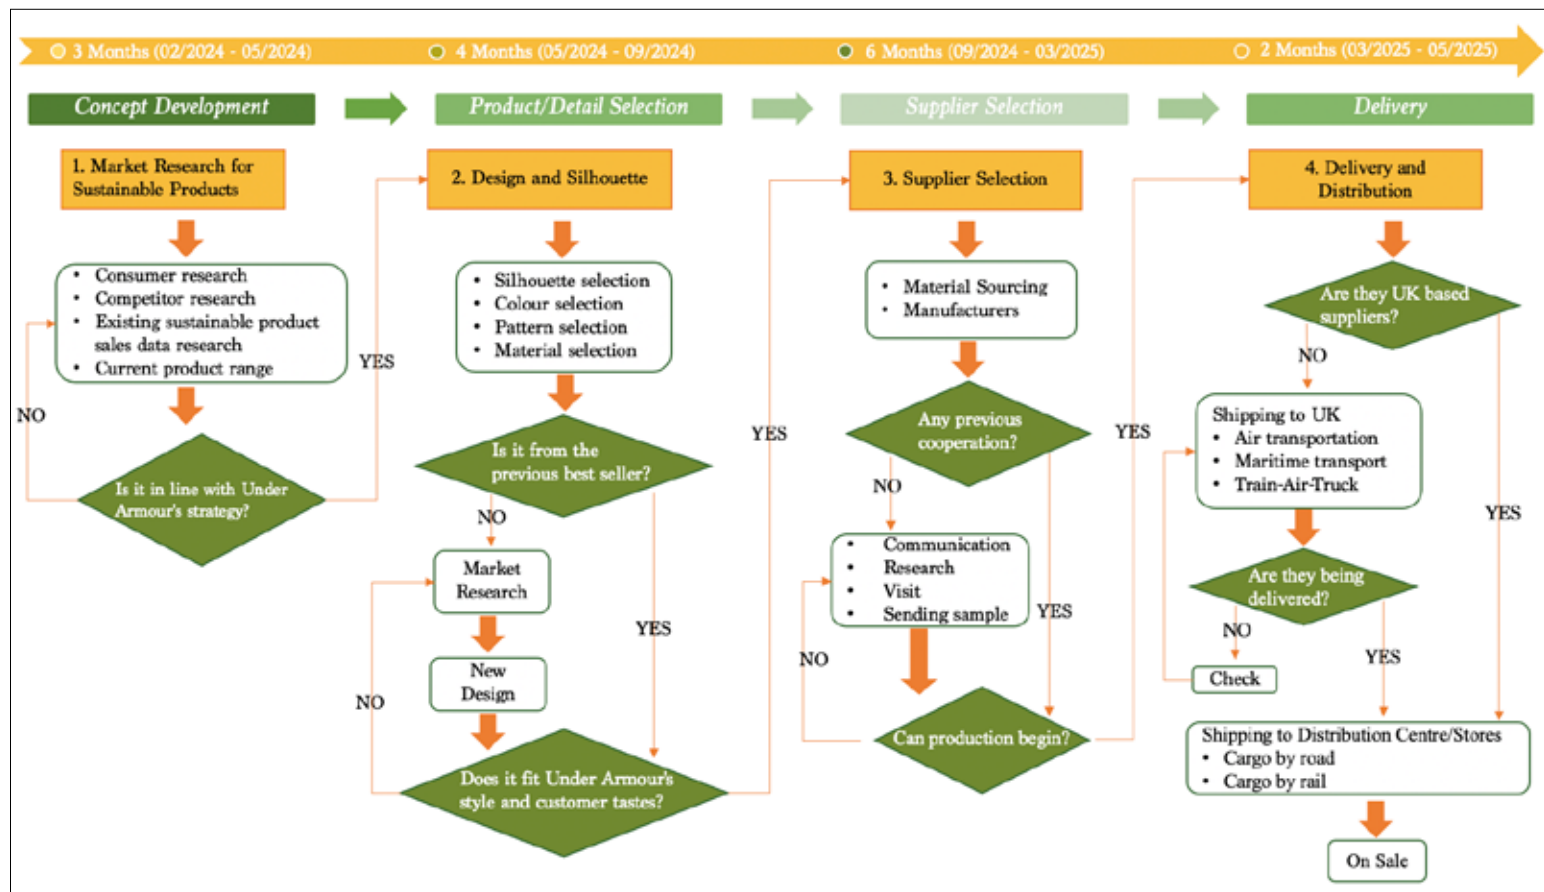 3 Months (02/2024 - 05/2024)
4 Months (05/2024 - 09/2024)
6 Months (09/2024 - 03/2025)
2 Months (03/2025 - 05/2025)
Concept Development
Product/Detail Selection
Supplier Selection
Delivery
1. Market Research for
Sustainable Products
• Consumer research
• Competitor research
• Existing sustainable product
sales data research
• Current product range
NO
YES
Is it in line with Under
Armour's strategy?
2. Design and Silhouette
• Silhouette selection
• Colour selection
• Pattern selection
• Material selection
Is it from the
previous best seller?
NO
YES
Market
Research
New
Design
NO
Does it fit Under Armour's
style and customer tastes?
YES
3. Supplier Selection
• Material Sourcing
• Manufacturers
Any previous
cooperation?
NO
YES
• Communication
• Research
• Visit
• Sending sample
NO
Can production begin?
YES
4. Delivery and
Distribution
Are they UK based
suppliers?
NO
YES
Shipping to UK
• Air transportation
• Maritime transport
• Train-Air-Truck
Are they being
delivered?
NO
YES
Check
Shipping to Distribution Centre/Stores
• Cargo by road
• Cargo by rail
On Sale